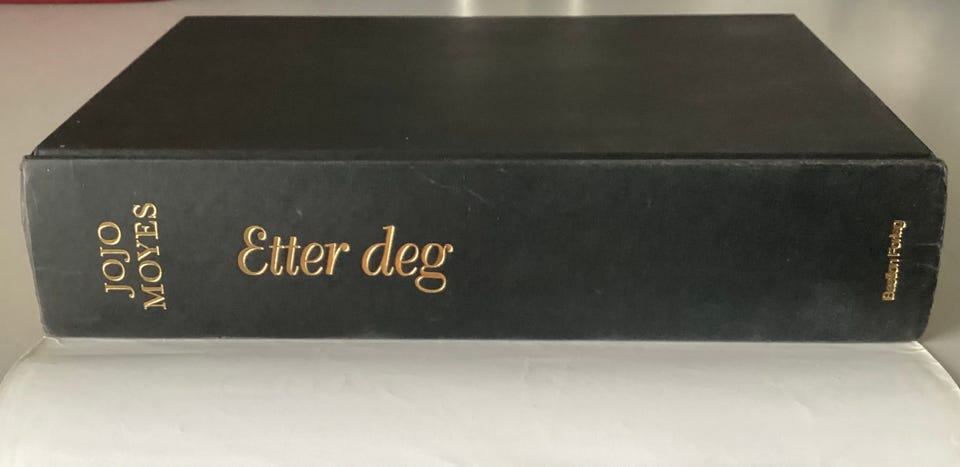 JOJO
MOYES
Etter deg
Bastion Forlag